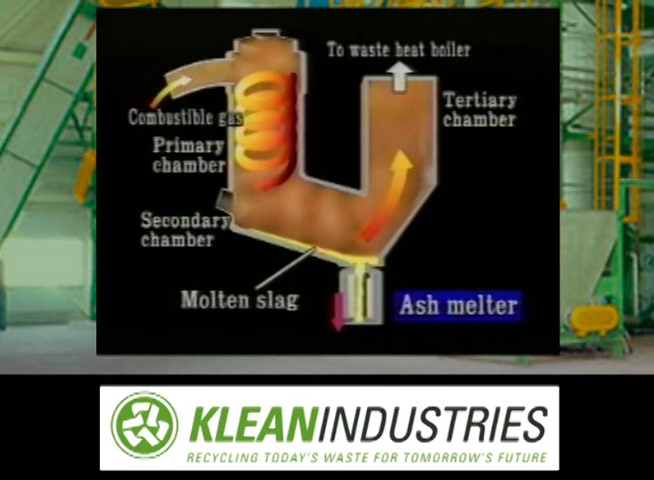 To waste heat boiler
Combustible gas
Tertiary
chamber
Primary
chamber
Secondary
chamber
Molten slag
Ash melter
KLEANINDUSTRIES
RECYCLING TODAY'S WASTE FOR TOMORROW'S FUTURE